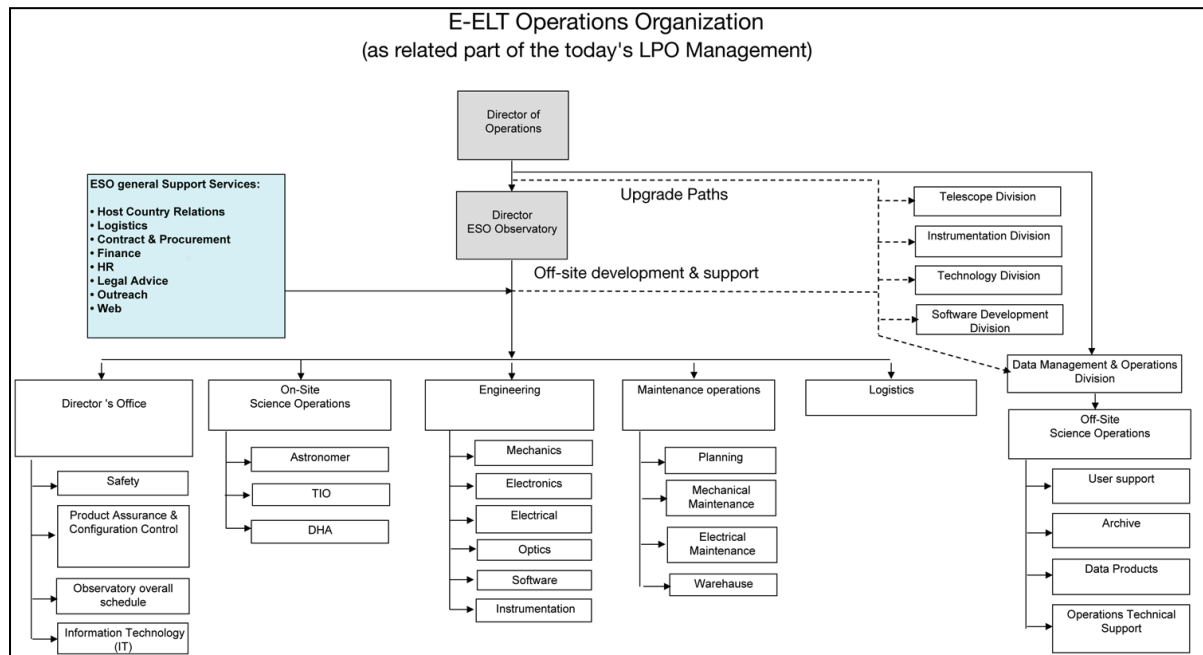 E-ELT Operations Organization
(as related part of the today's LPO Management)
Director of
Operations
ESO general Support Services:
• Host Country Relations
• Logistics
• Contract & Procurement
• Finance
• HR
• Legal Advice
• Outreach
• Web
Director
ESO Observatory
Upgrade Paths
Off-site development & support
Telescope Division
Instrumentation Division
Technology Division
Software Development
Division
Data Management & Operations
Division
Director 's Office
Safety
Product Assurance &
Configuration Control
Observatory overall
schedule
Information Technology
(IT)
On-Site
Science Operations
Astronomer
TIO
DHA
Engineering
Mechanics
Electronics
Electrical
Optics
Software
Instrumentation
Maintenance operations
Planning
Mechanical
Maintenance
Electrical
Maintenance
Warehause
Logistics
Off-Site
Science Operations
User support
Archive
Data Products
Operations Technical
Support